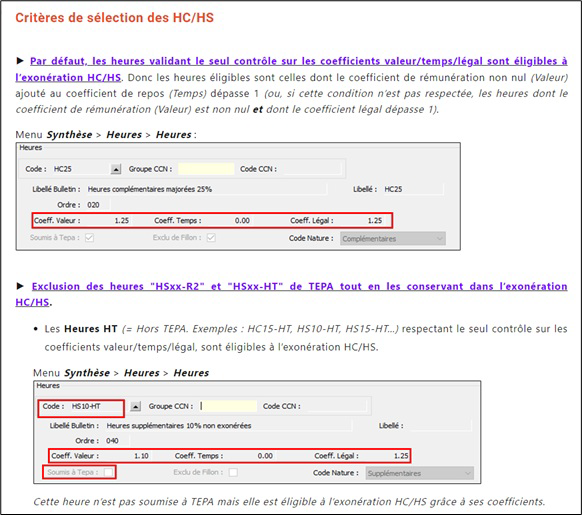 Critères de sélection des HC/HS
► Par défaut, les heures validant le seul contrôle sur les coefficients valeur/temps/légal sont éligibles à
l'exonération HC/HS. Donc les heures éligibles sont celles dont le coefficient de rémunération non nul (Valeur)
ajouté au coefficient de repos (Temps) dépasse 1 (ou, si cette condition n'est pas respectée, les heures dont le
coefficient de rémunération (Valeur) est non nul et dont le coefficient légal dépasse 1).
Menu Synthèse > Heures > Heures :
Heures
Code : HC25 Groupe CCN : Code CCN :
Libellé Bulletin : Heures complémentaires majorées 25% Libellé : HC25
Ordre : 020
Coeff. Valeur : 1.25 Coeff. Temps : 0.00 Coeff. Légal : 1.25
Soumis à Tepa : Exclu de Fillon : Code Nature : Complémentaires
► Exclusion des heures "HSxx-R2" et "HSxx-HT" de TEPA tout en les conservant dans l'exonération
HC/HS.
• Les Heures HT (= Hors TEPA. Exemples : HC15-HT, HS10-HT, HS15-HT...) respectant le seul contrôle sur les
coefficients valeur/temps/légal, sont éligibles à l'exonération HC/HS.
Menu Synthèse > Heures > Heures
Heures
Code : HS10-HT Groupe CCN : Code CCN :
Libellé Bulletin : Heures supplémentaires 10% non exonérées Libellé :
Ordre : 040
Coeff. Valeur : 1.10 Coeff. Temps : 0.00 Coeff. Légal : 1.25
Soumis à Tepa : Exclu de Fillon : Code Nature : Supplémentaires
Cette heure n'est pas soumise à TEPA mais elle est éligible à l'exonération HC/HS grâce à ses coefficients.